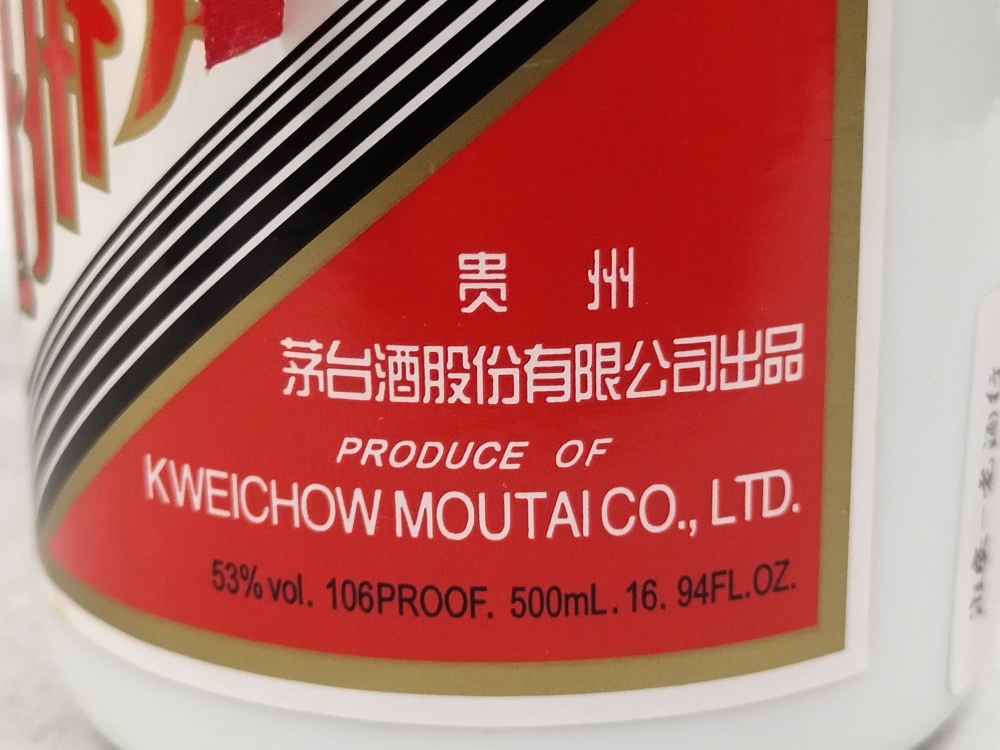 贵 州
茅台酒股份有限公司出品
PRODUCE OF
KWEICHOW MOUTAI CO., LTD.
53% vol. 106PROOF. 500mL. 16. 94FL.OZ.